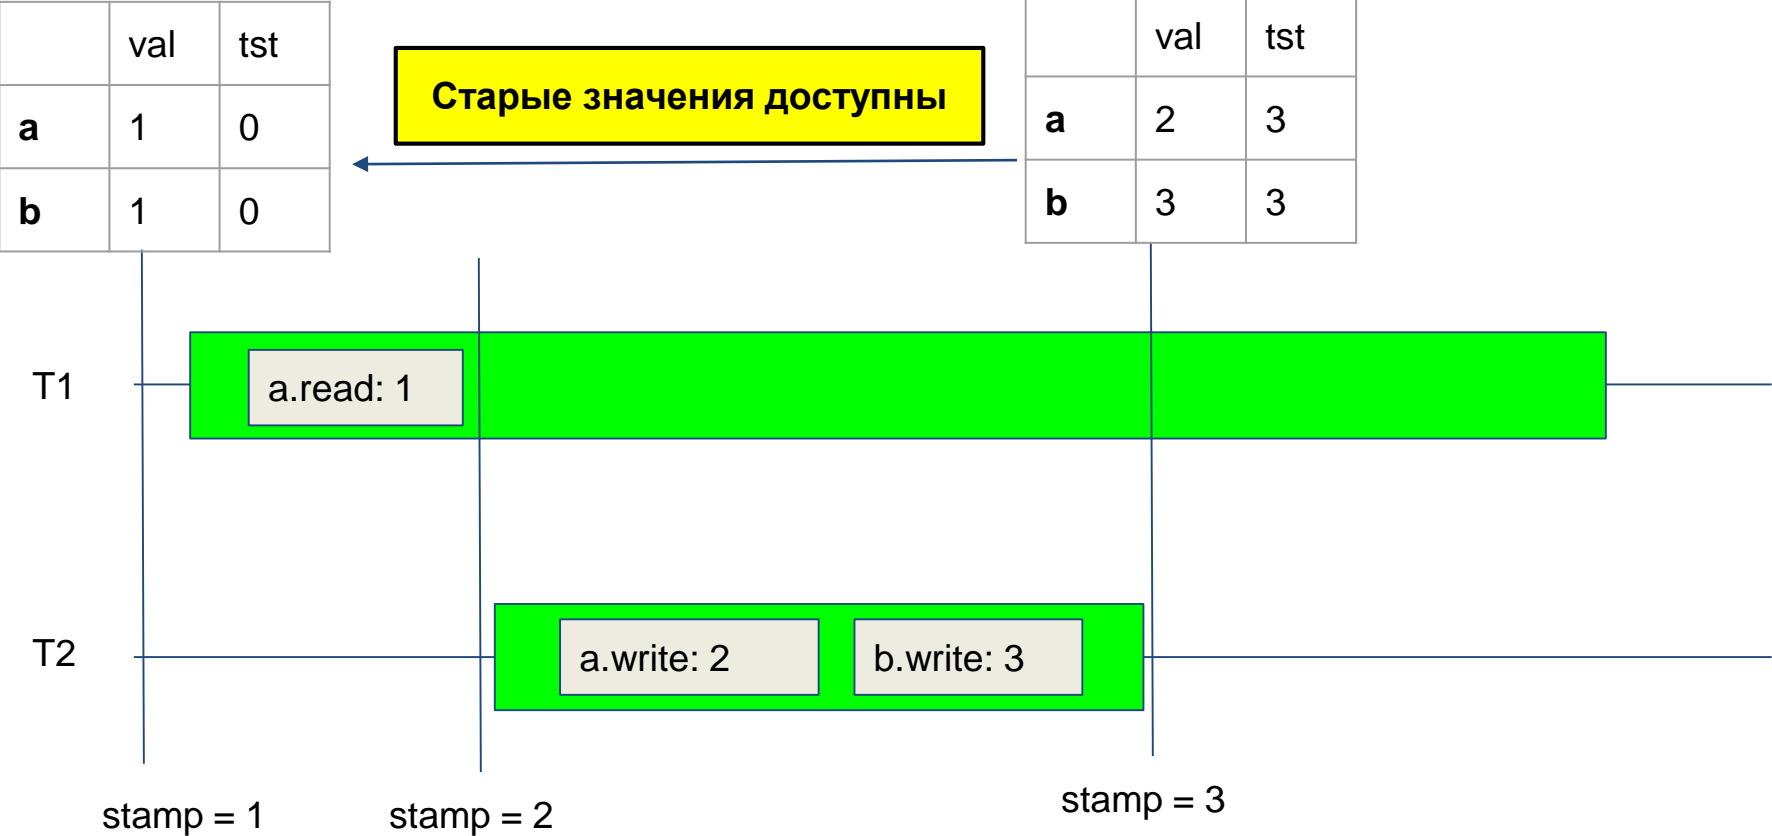 val tst
a 1 0
b 1 0
Старые значения доступны
val tst
a 2 3
b 3 3
T1
a.read: 1
T2
a.write: 2
b.write: 3
stamp = 1
stamp = 2
stamp = 3